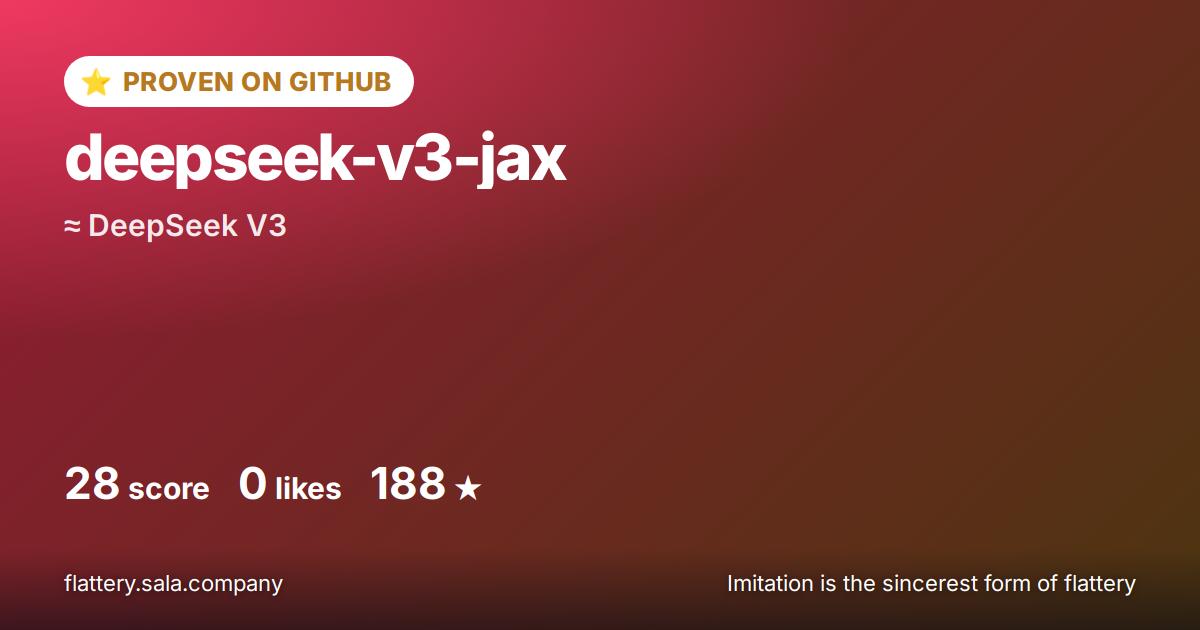 ⭐ PROVEN ON GITHUB
deepseek-v3-jax
≈ DeepSeek V3
28 score 0 likes 188 ★
flattery.sala.company
Imitation is the sincerest form of flattery